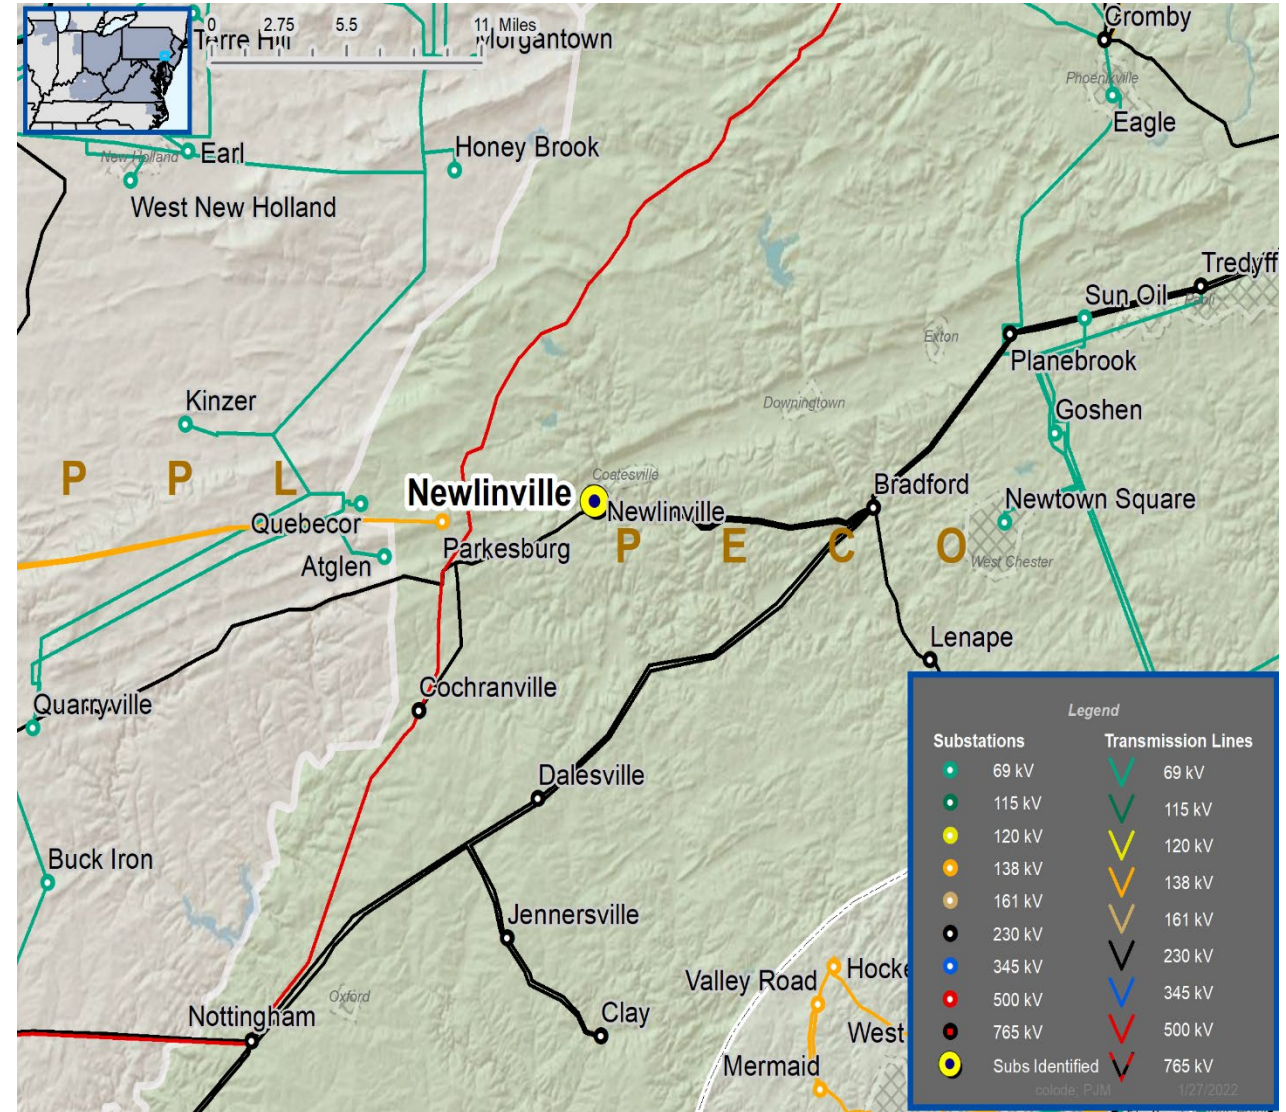 Cromby
0 2.75 5.5 11 Miles
Terre Hill
Morgantown
Phoenixville
Eagle
Earl
New Holland
Honey Brook
West New Holland
Tredyff
Sun Oil
Paoli
Exton
Planebrook
Kinzer
Downingtown
Goshen
P P L
Coatesville
Newlinville
Bradford
Newtown Square
Newlinville
Quebecor
Parkesburg
P E C O
Atglen
West Chester
Lenape
Cochranville
Quarryville
Dalesville
Buck Iron
Jennersville
Valley Road
Hocke
Oxford
Nottingham
Clay
West
Mermaid
Legend
Substations Transmission Lines
69 kV 69 kV
115 kV 115 kV
120 kV 120 kV
138 kV 138 kV
161 kV 161 kV
230 kV 230 kV
345 kV 345 kV
500 kV 500 kV
765 kV 765 kV
Subs Identified
colode; PJM 1/27/2022